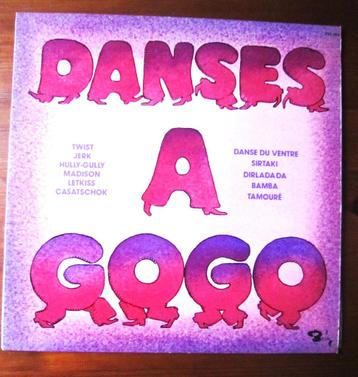 DANSES
A
GOGO
TWIST
JERK
HULLY-GULLY
MADISON
LETKISS
CASATSCHOK
DANSE DU VENTRE
SIRTAKI
DIRLADADA
BAMBA
TAMOURÉ